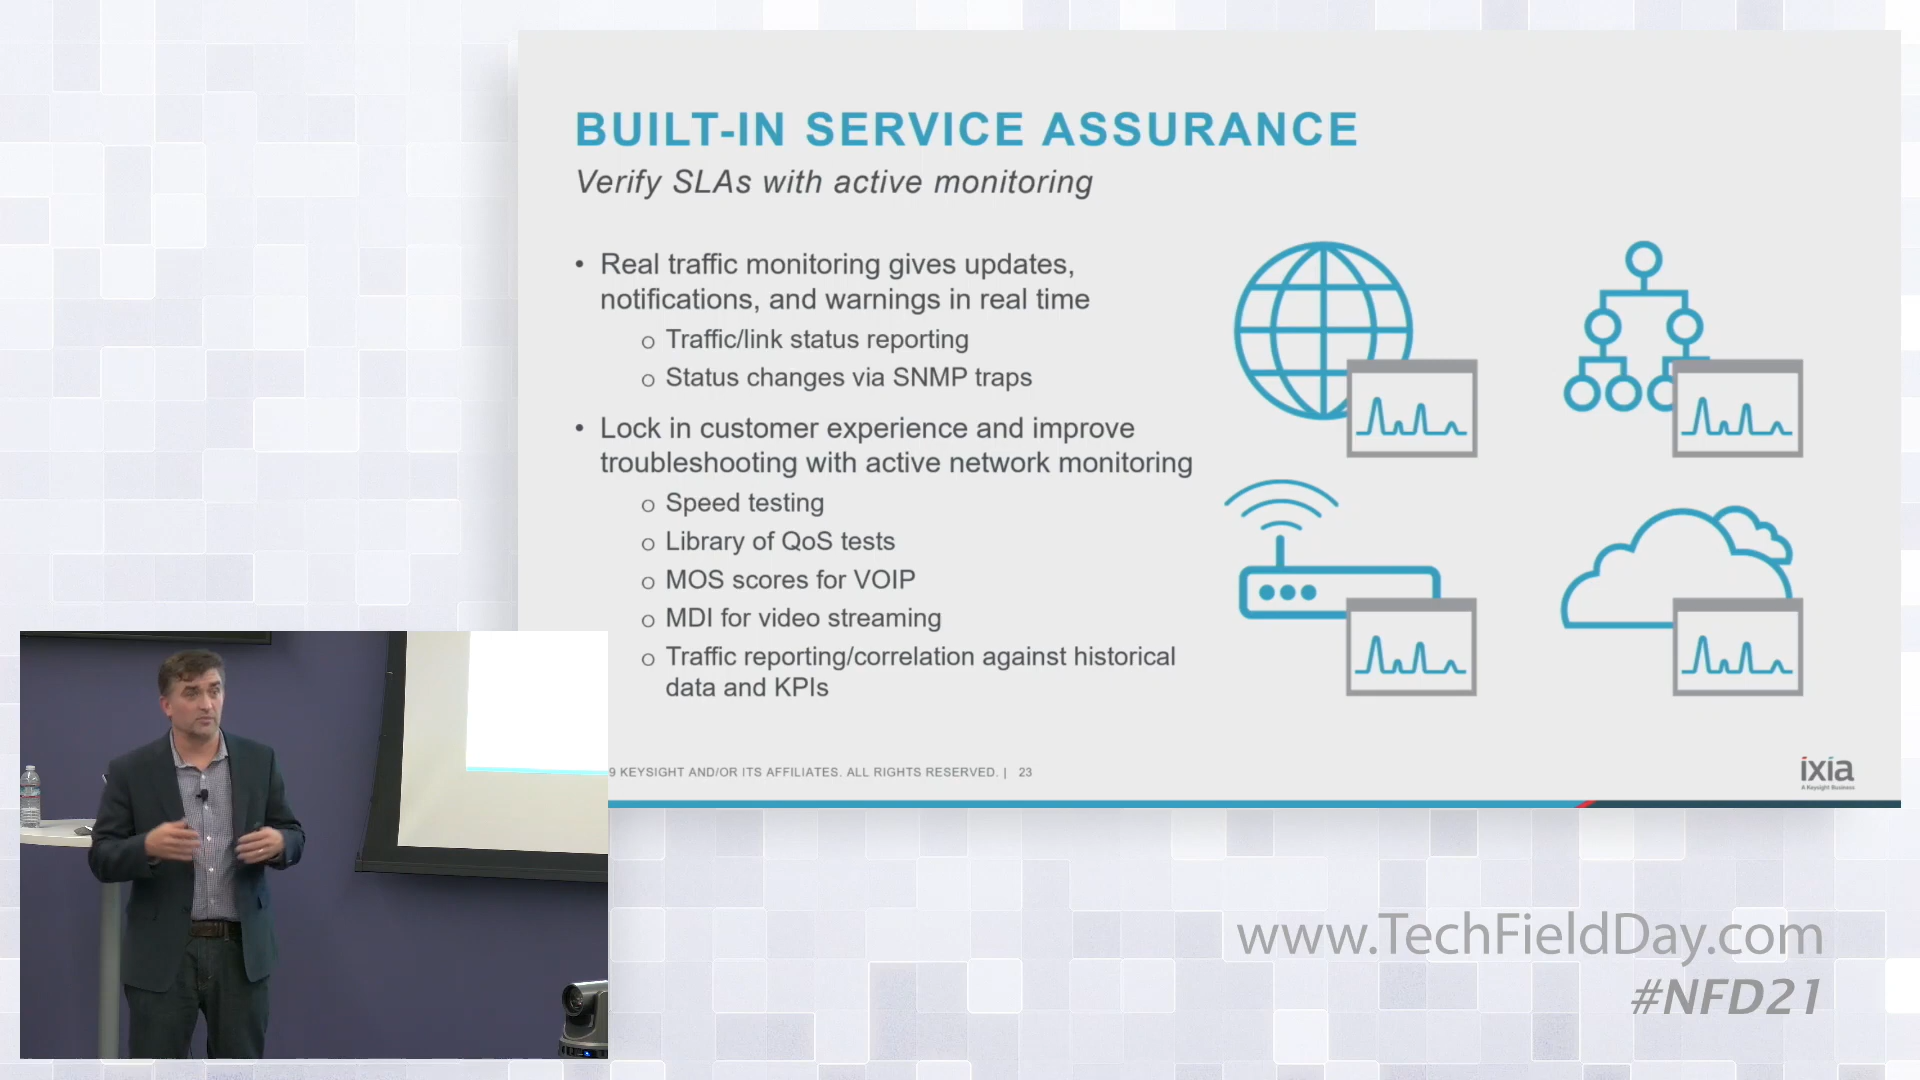 BUILT-IN SERVICE ASSURANCE
Verify SLAs with active monitoring
• Real traffic monitoring gives updates,
notifications, and warnings in real time
o Traffic/link status reporting
o Status changes via SNMP traps
• Lock in customer experience and improve
troubleshooting with active network monitoring
o Speed testing
o Library of QoS tests
o MOS scores for VOIP
o MDI for video streaming
o Traffic reporting/correlation against historical
data and KPIs
9 KEYSIGHT AND/OR ITS AFFILIATES. ALL RIGHTS RESERVED. | 23
ixia
A Keysight Business
www.TechFieldDay.com
#NFD21